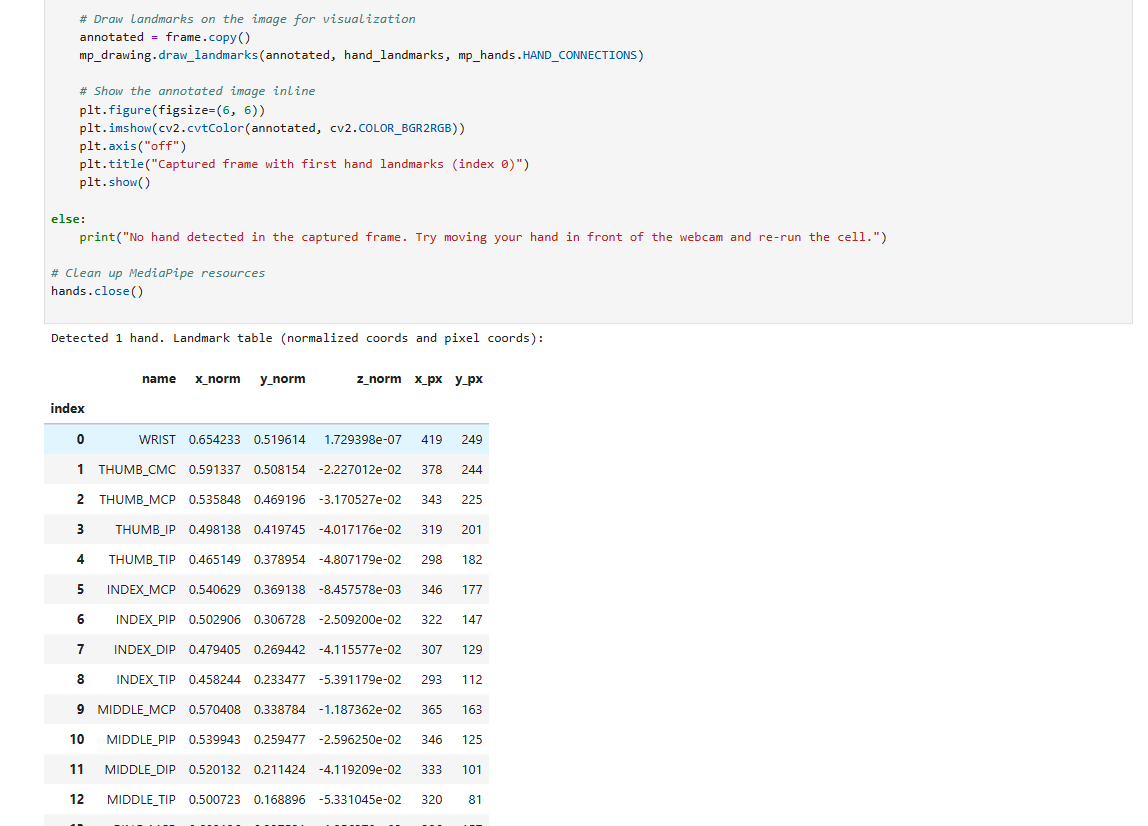 # Draw landmarks on the image for visualization
annotated = frame.copy()
mp_drawing.draw_landmarks(annotated, hand_landmarks, mp_hands.HAND_CONNECTIONS)
# Show the annotated image inline
plt.figure(figsize=(6, 6))
plt.imshow(cv2.cvtColor(annotated, cv2.COLOR_BGR2RGB))
plt.axis("off")
plt.title("Captured frame with first hand landmarks (index 0)")
plt.show()
else:
print("No hand detected in the captured frame. Try moving your hand in front of the webcam and re-run the cell.")
# Clean up MediaPipe resources
hands.close()
Detected 1 hand. Landmark table (normalized coords and pixel coords):
name x_norm y_norm z_norm x_px y_px
index
0 WRIST 0.654233 0.519614 1.729398e-07 419 249
1 THUMB_CMC 0.591337 0.508154 -2.227012e-02 378 244
2 THUMB_MCP 0.535848 0.469196 -3.170527e-02 343 225
3 THUMB_IP 0.498138 0.419745 -4.017176e-02 319 201
4 THUMB_TIP 0.465149 0.378954 -4.807179e-02 298 182
5 INDEX_MCP 0.540629 0.369138 -8.457578e-03 346 177
6 INDEX_PIP 0.502906 0.306728 -2.509200e-02 322 147
7 INDEX_DIP 0.479405 0.269442 -4.115577e-02 307 129
8 INDEX_TIP 0.458244 0.233477 -5.391179e-02 293 112
9 MIDDLE_MCP 0.570408 0.338784 -1.187362e-02 365 163
10 MIDDLE_PIP 0.539943 0.259477 -2.596250e-02 346 125
11 MIDDLE_DIP 0.520132 0.211424 -4.119209e-02 333 101
12 MIDDLE_TIP 0.500723 0.168896 -5.331045e-02 320 81